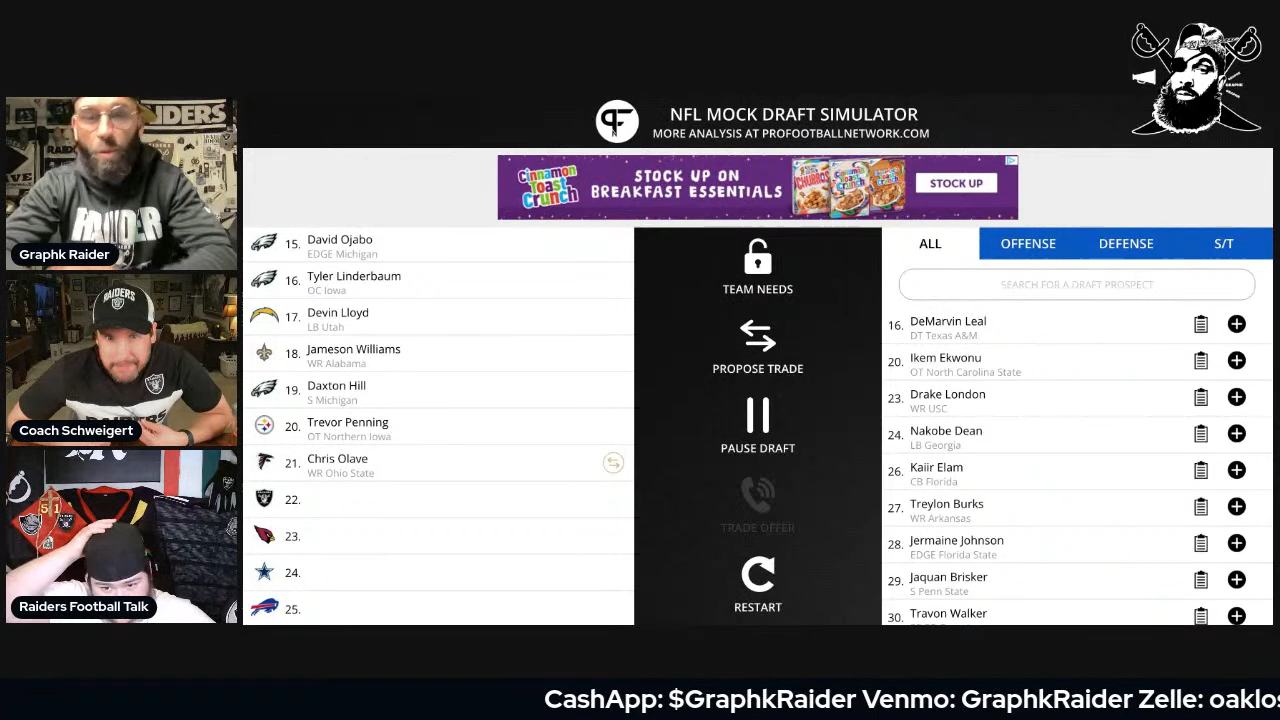 NFL MOCK DRAFT SIMULATOR
MORE ANALYSIS AT PROFOOTBALLNETWORK.COM
RAIDERS
Graphk Raider
RAIDERS
Coach Schweigert
51
Raiders Football Talk
Cinnamon
Toast
Crunch
STOCK UP ON
BREAKFAST ESSENTIALS
STOCK UP
15. David Ojabo
EDGE Michigan
16. Tyler Linderbaum
OC Iowa
17. Devin Lloyd
LB Utah
18. Jameson Williams
WR Alabama
19. Daxton Hill
S Michigan
20. Trevor Penning
OT Northern Iowa
21. Chris Olave
WR Ohio State
22.
23.
24.
25.
TEAM NEEDS
PROPOSE TRADE
PAUSE DRAFT
TRADE OFFER
RESTART
ALL OFFENSE DEFENSE S/T
SEARCH FOR A DRAFT PROSPECT
16. DeMarvin Leal
DT Texas A&M
20. Ikem Ekwonu
OT North Carolina State
23. Drake London
WR USC
24. Nakobe Dean
LB Georgia
26. Kaiir Elam
CB Florida
27. Treylon Burks
WR Arkansas
28. Jermaine Johnson
EDGE Florida State
29. Jaquan Brisker
S Penn State
30. Travon Walker
CashApp: $GraphkRaider Venmo: GraphkRaider Zelle: oaklos